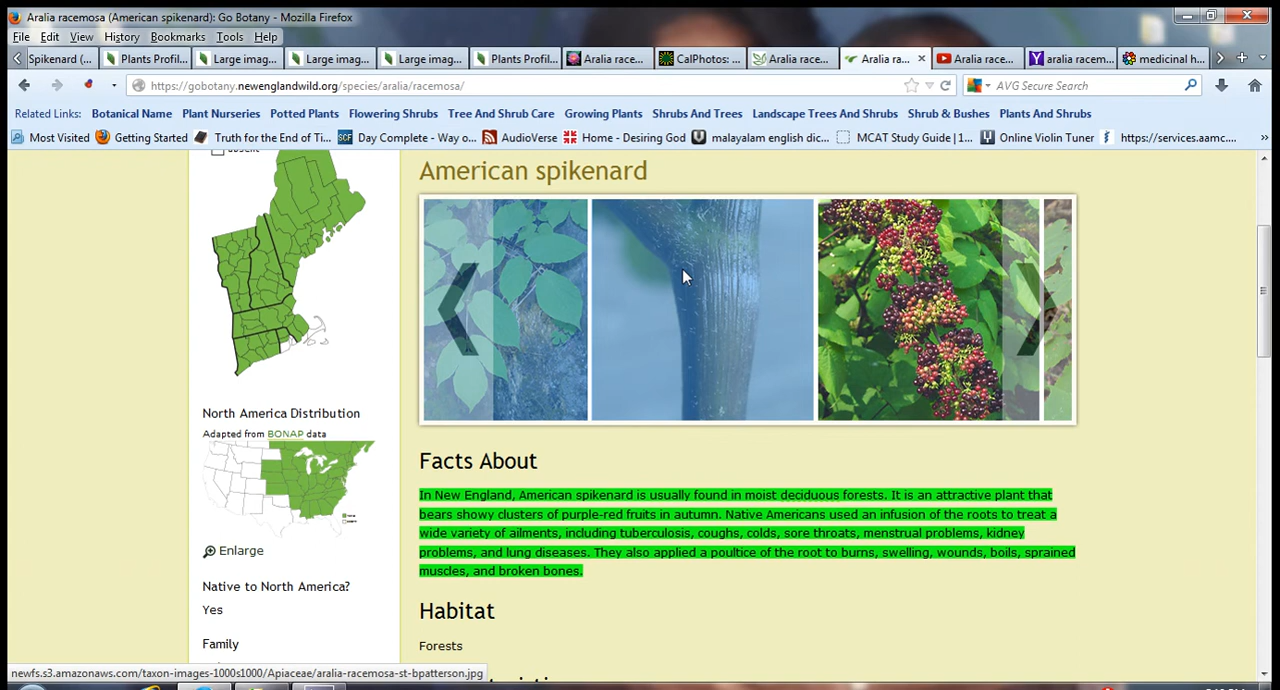 Aralia racemosa (American spikenard): Go Botany - Mozilla Firefox
File Edit View History Bookmarks Tools Help
Spikenard (... Plants Profil... Large imag... Large imag... Large imag... Plants Profil... Aralia race... CalPhotos: ... Aralia race... Aralia ra... Aralia race... aralia racem... medicinal h...
https://gobotany.newenglandwild.org/species/aralia/racemosa/ AVG Secure Search
Related Links: Botanical Name Plant Nurseries Potted Plants Flowering Shrubs Tree And Shrub Care Growing Plants Shrubs And Trees Landscape Trees And Shrubs Shrub & Bushes Plants And Shrubs
Most Visited Getting Started Truth for the End of Ti... Day Complete - Way o... AudioVerse Home - Desiring God malayalam english dic... MCAT Study Guide | 1... Online Violin Tuner https://services.aamc.... »
absent
American spikenard
North America Distribution
Adapted from BONAP data
Enlarge
Native to North America?
Yes
Family
Facts About
In New England, American spikenard is usually found in moist deciduous forests. It is an attractive plant that
bears showy clusters of purple-red fruits in autumn. Native Americans used an infusion of the roots to treat a
wide variety of ailments, including tuberculosis, coughs, colds, sore throats, menstrual problems, kidney
problems, and lung diseases. They also applied a poultice of the root to burns, swelling, wounds, boils, sprained
muscles, and broken bones.
Habitat
Forests
newfs.s3.amazonaws.com/taxon-images-1000s1000/Apiaceae/aralia-racemosa-st-bpatterson.jpg